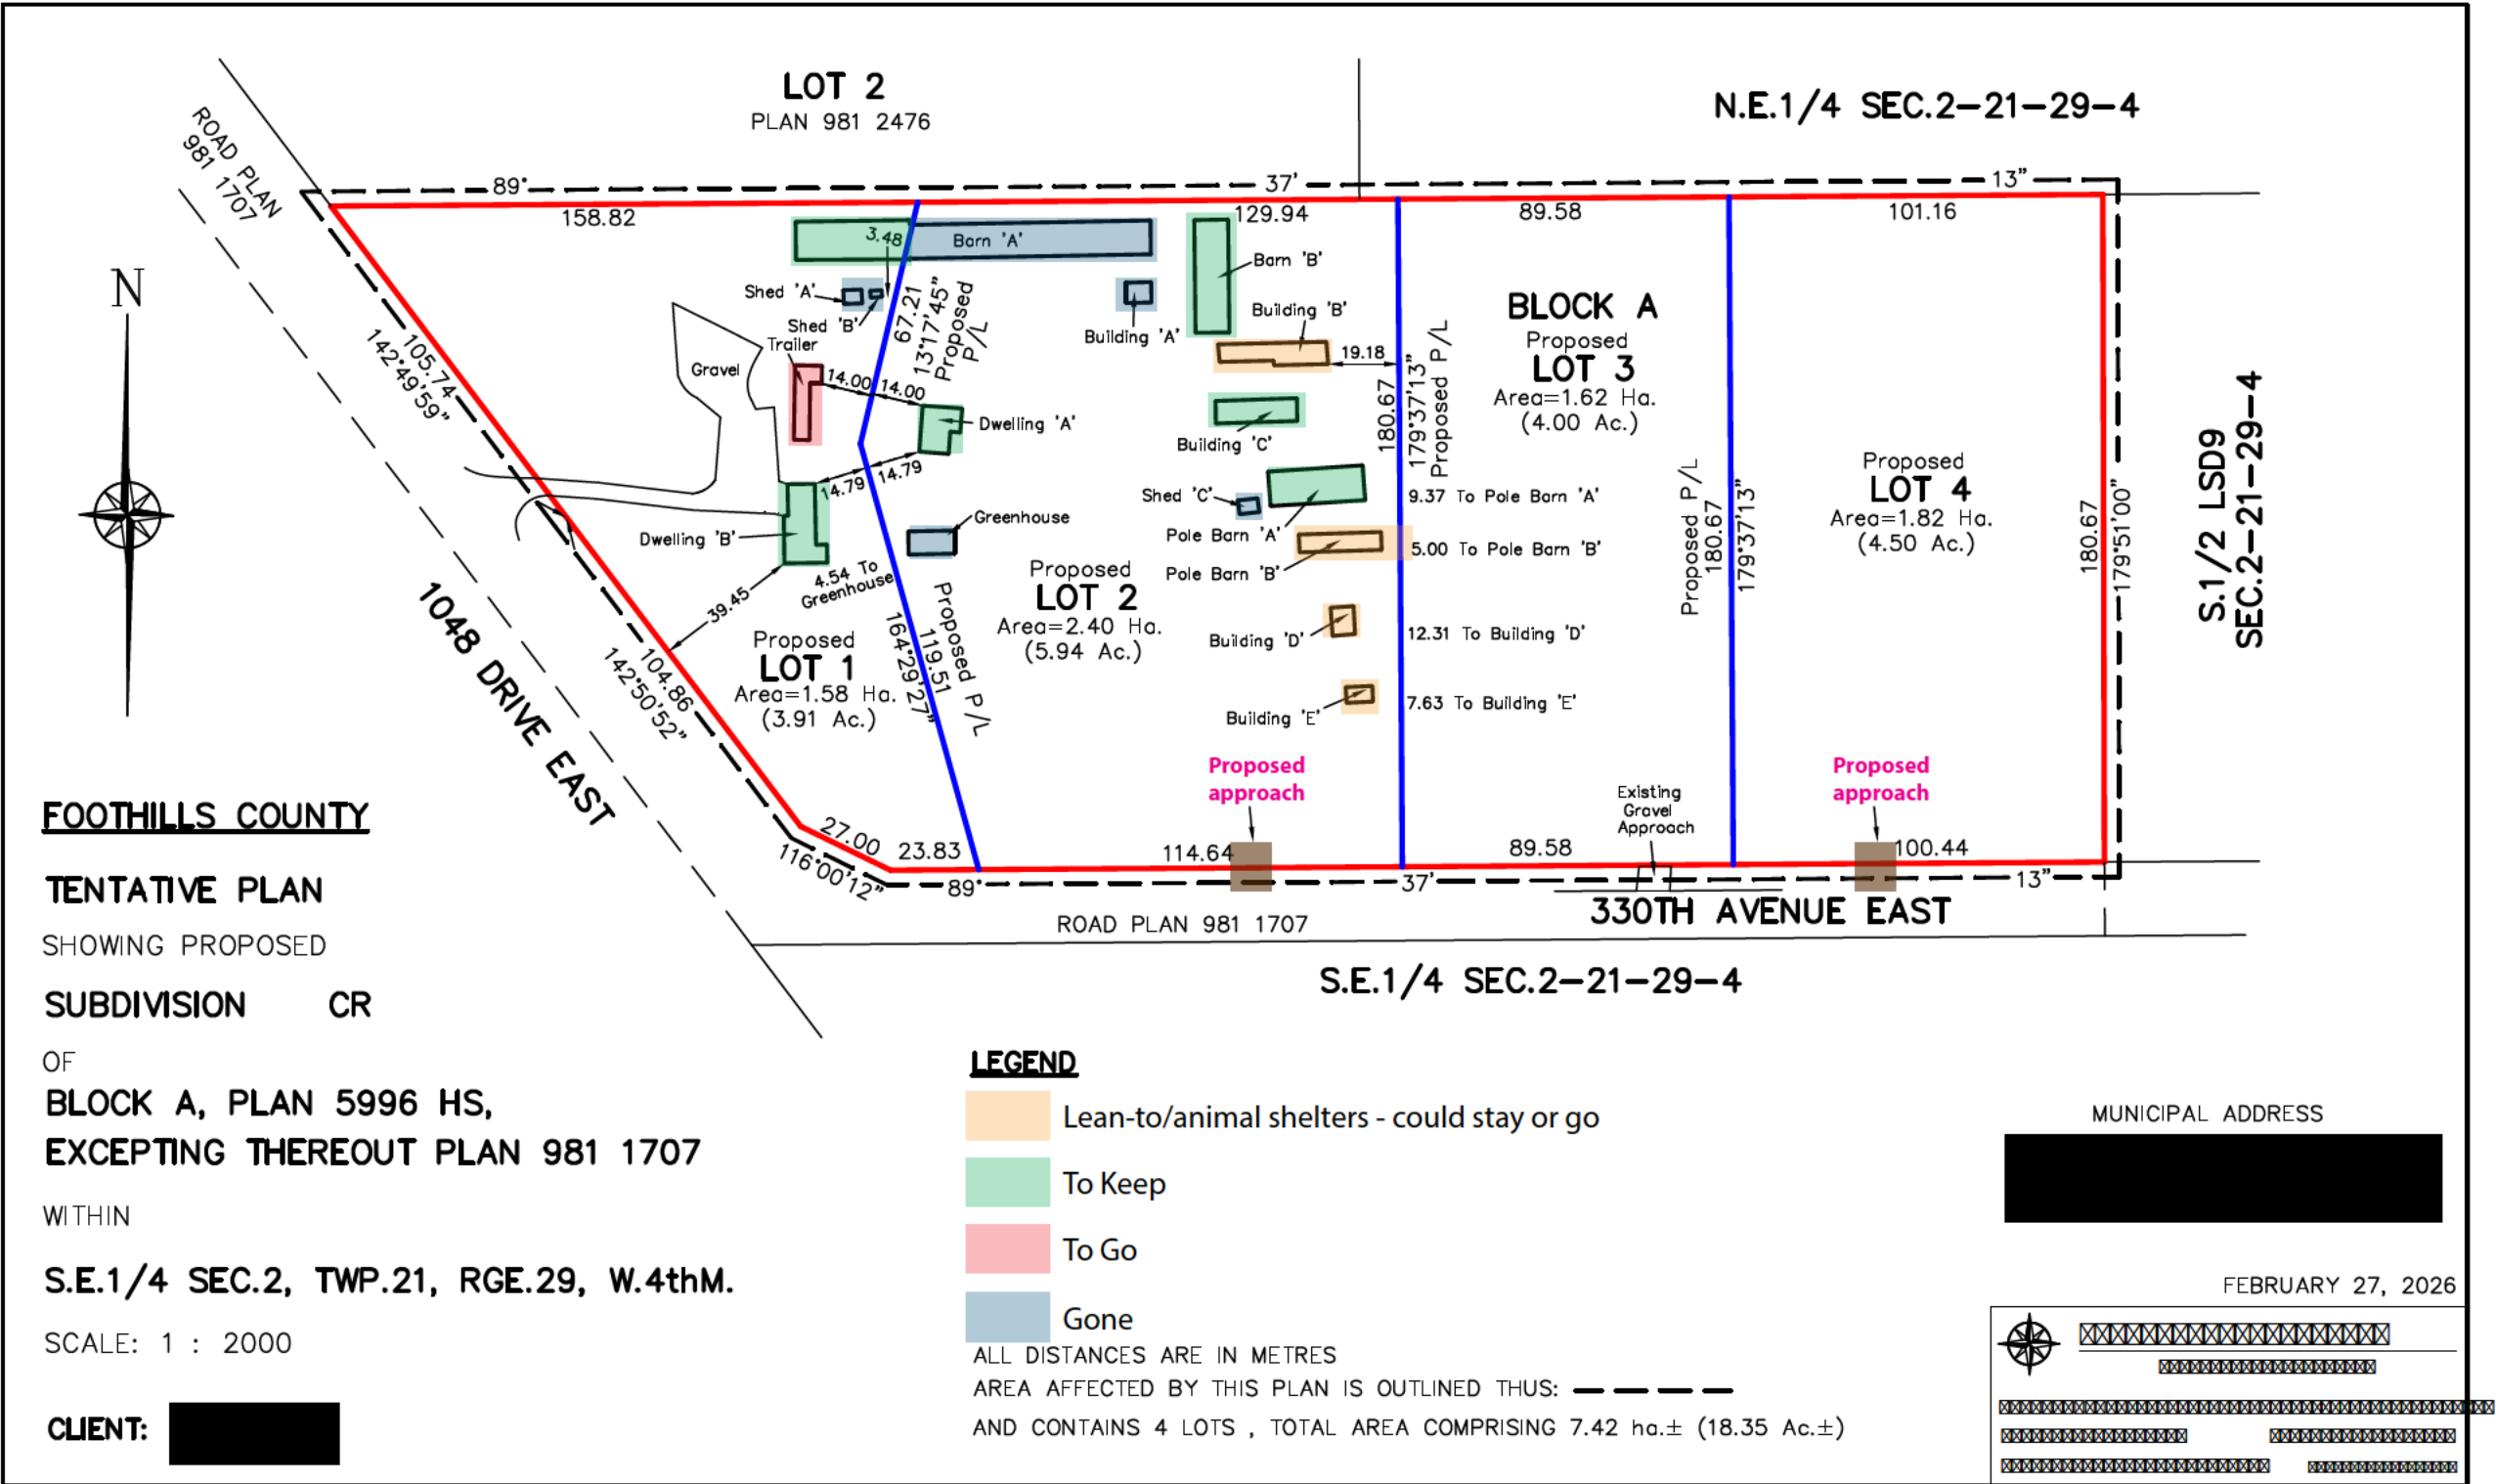 LOT 2
PLAN 981 2476
N.E.1/4 SEC.2-21-29-4
ROAD PLAN
981 1707
89°
37'
13"
158.82
129.94
89.58
101.16
N
3.48
Barn 'A'
Shed 'A'
Shed 'B'
Trailer
Gravel
67.21
13°17'45"
Proposed
P/L
Building 'A'
Barn 'B'
Building 'B'
19.18
BLOCK A
Proposed
LOT 3
Area=1.62 Ha.
(4.00 Ac.)
105.74
142°49'59"
14.00
14.00
Dwelling 'A'
Building 'C'
180.67
179°37'13"
Proposed P/L
14.79
14.79
Shed 'C'
Pole Barn 'A'
9.37 To Pole Barn 'A'
Proposed P/L
180.67
179°37'13"
Proposed
LOT 4
Area=1.82 Ha.
(4.50 Ac.)
180.67
179°51'00"
S.1/2 LSD9
SEC.2-21-29-4
Dwelling 'B'
Greenhouse
Pole Barn 'B'
5.00 To Pole Barn 'B'
4.54 To
Greenhouse
39.45
Proposed
LOT 2
Area=2.40 Ha.
(5.94 Ac.)
Building 'D'
12.31 To Building 'D'
Proposed
LOT 1
Area=1.58 Ha.
(3.91 Ac.)
Proposed P/L
119.51
164°29'27"
Building 'E'
7.63 To Building 'E'
1048 DRIVE EAST
104.86
142°50'52"
Proposed
approach
Existing
Gravel
Approach
Proposed
approach
27.00
116°00'12"
23.83
114.64
89.58
100.44
89°
37'
13"
ROAD PLAN 981 1707
330TH AVENUE EAST
S.E.1/4 SEC.2-21-29-4
FOOTHILLS COUNTY
TENTATIVE PLAN
SHOWING PROPOSED
SUBDIVISION CR
OF
BLOCK A, PLAN 5996 HS,
EXCEPTING THEREOUT PLAN 981 1707
WITHIN
S.E.1/4 SEC.2, TWP.21, RGE.29, W.4thM.
SCALE: 1 : 2000
CLIENT:
LEGEND
Lean-to/animal shelters - could stay or go
To Keep
To Go
Gone
ALL DISTANCES ARE IN METRES
AREA AFFECTED BY THIS PLAN IS OUTLINED THUS:
AND CONTAINS 4 LOTS , TOTAL AREA COMPRISING 7.42 ha.± (18.35 Ac.±)
MUNICIPAL ADDRESS
FEBRUARY 27, 2026